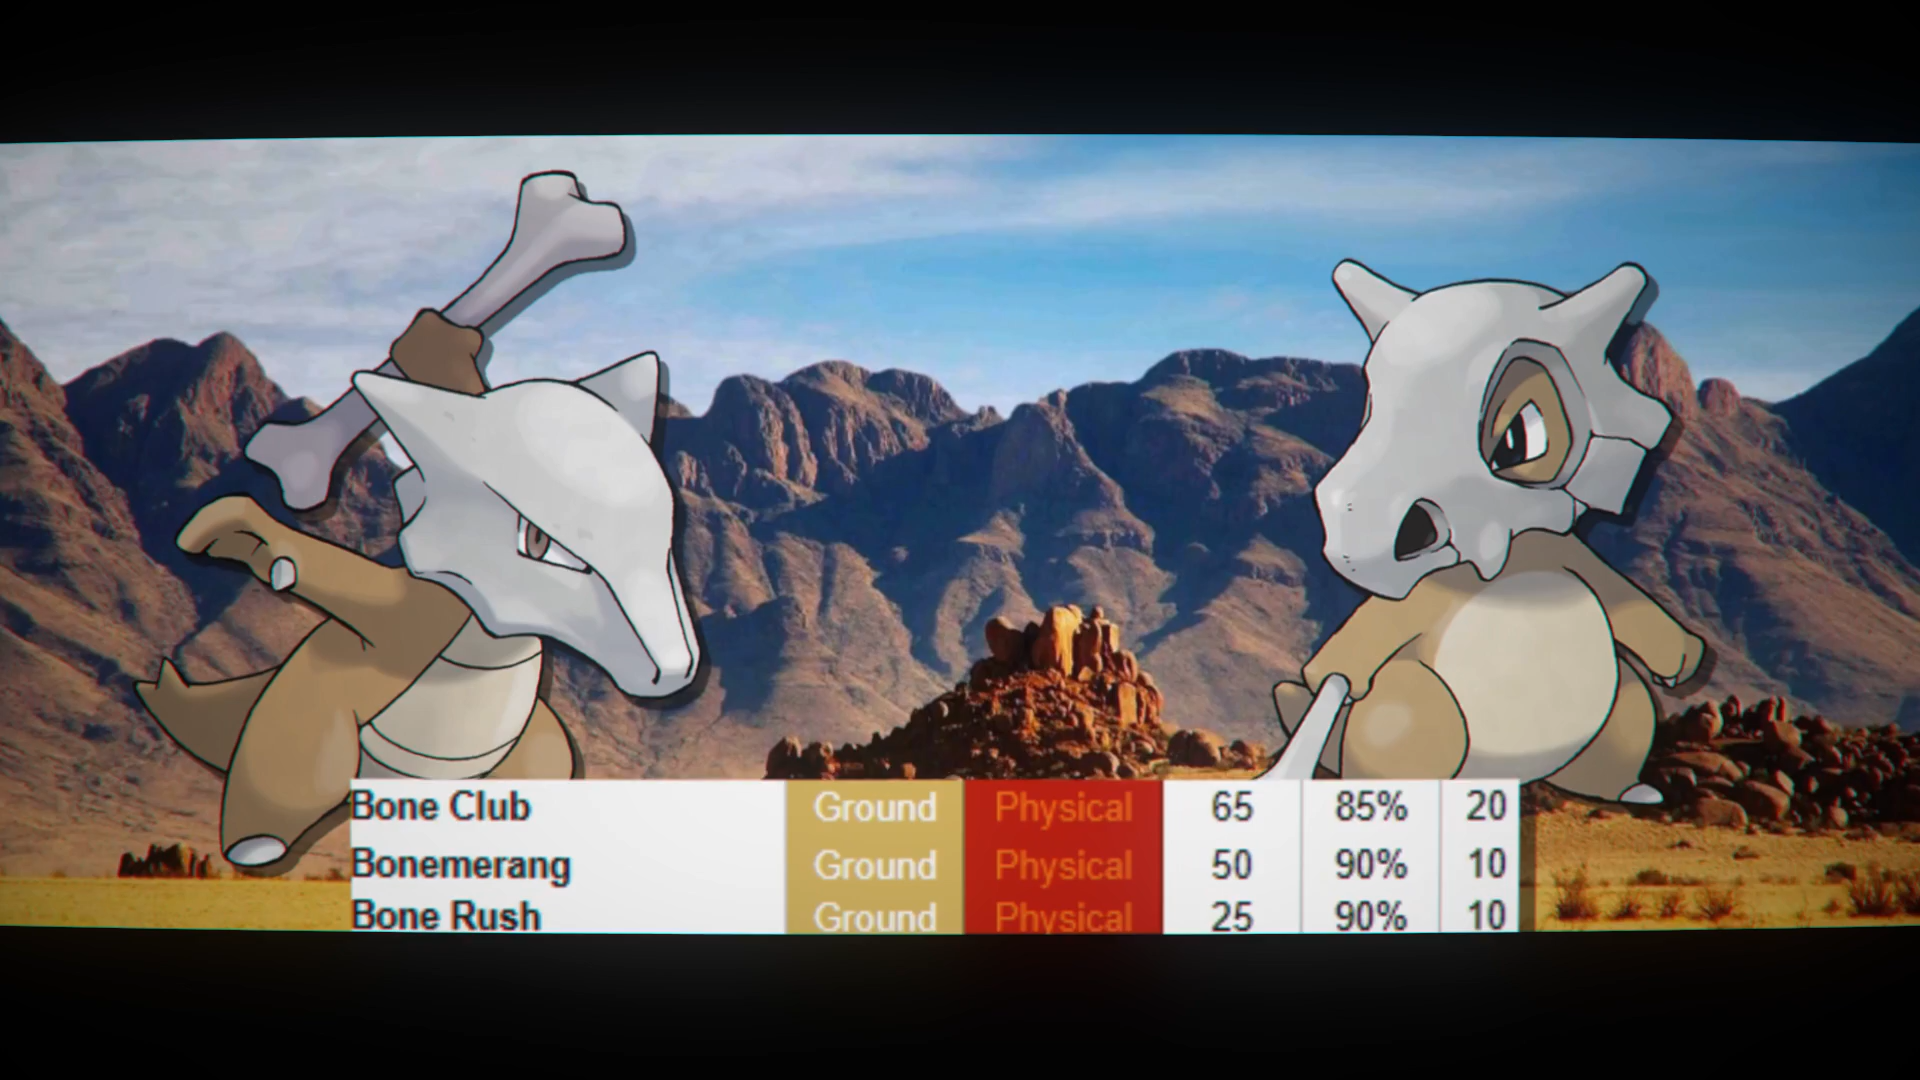 Bone Club Ground Physical 65 85% 20
Bonemerang Ground Physical 50 90% 10
Bone Rush Ground Physical 25 90% 10